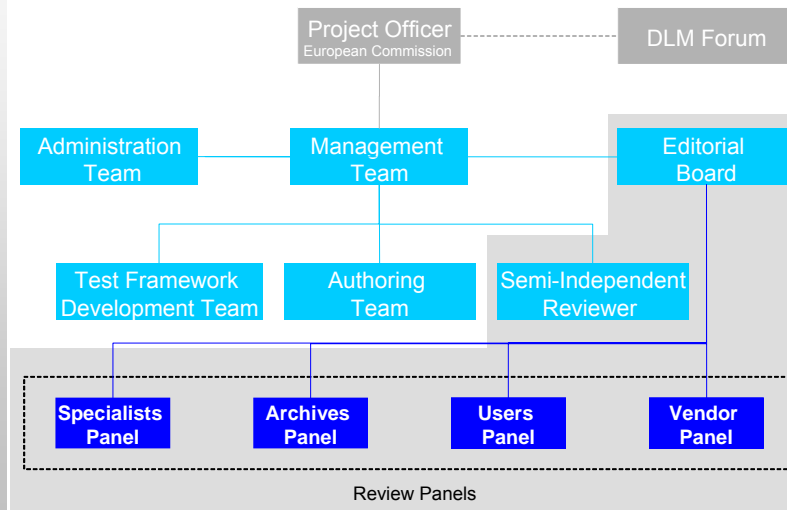 Project Officer
European Commission
DLM Forum
Administration
Team
Management
Team
Editorial
Board
Test Framework
Development Team
Authoring
Team
Semi-Independent
Reviewer
Specialists
Panel
Archives
Panel
Users
Panel
Vendor
Panel
Review Panels